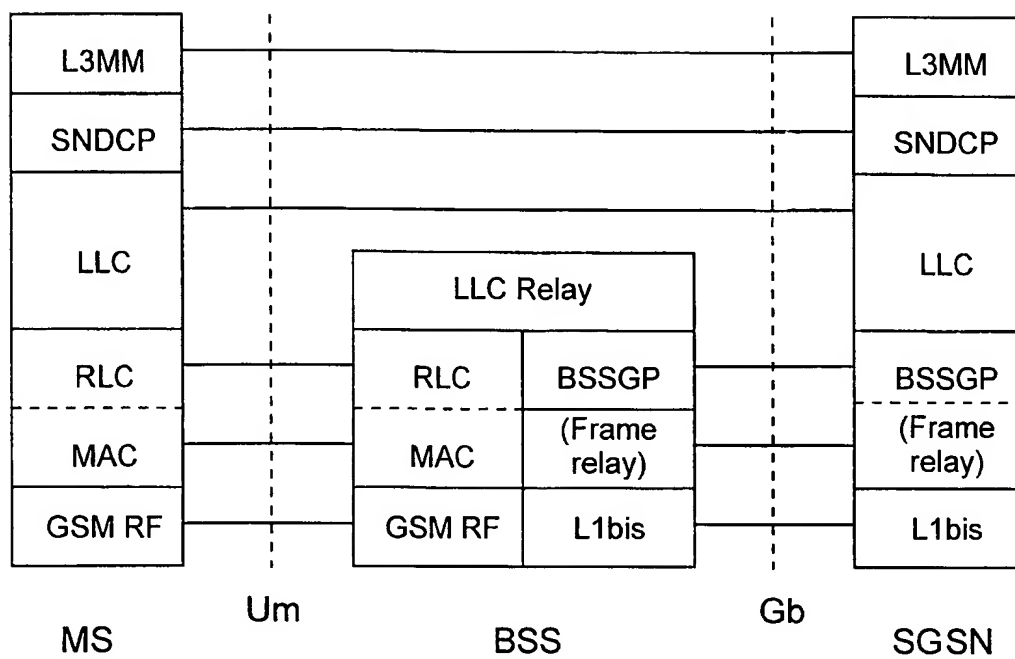 L3MM
L3MM
SNDCP
SNDCP
LLC
LLC
LLC Relay
RLC
RLC
BSSGP
BSSGP
MAC
MAC
(Frame
relay)
(Frame
relay)
GSM RF
GSM RF
L1bis
L1bis
Um
Gb
MS
BSS
SGSN